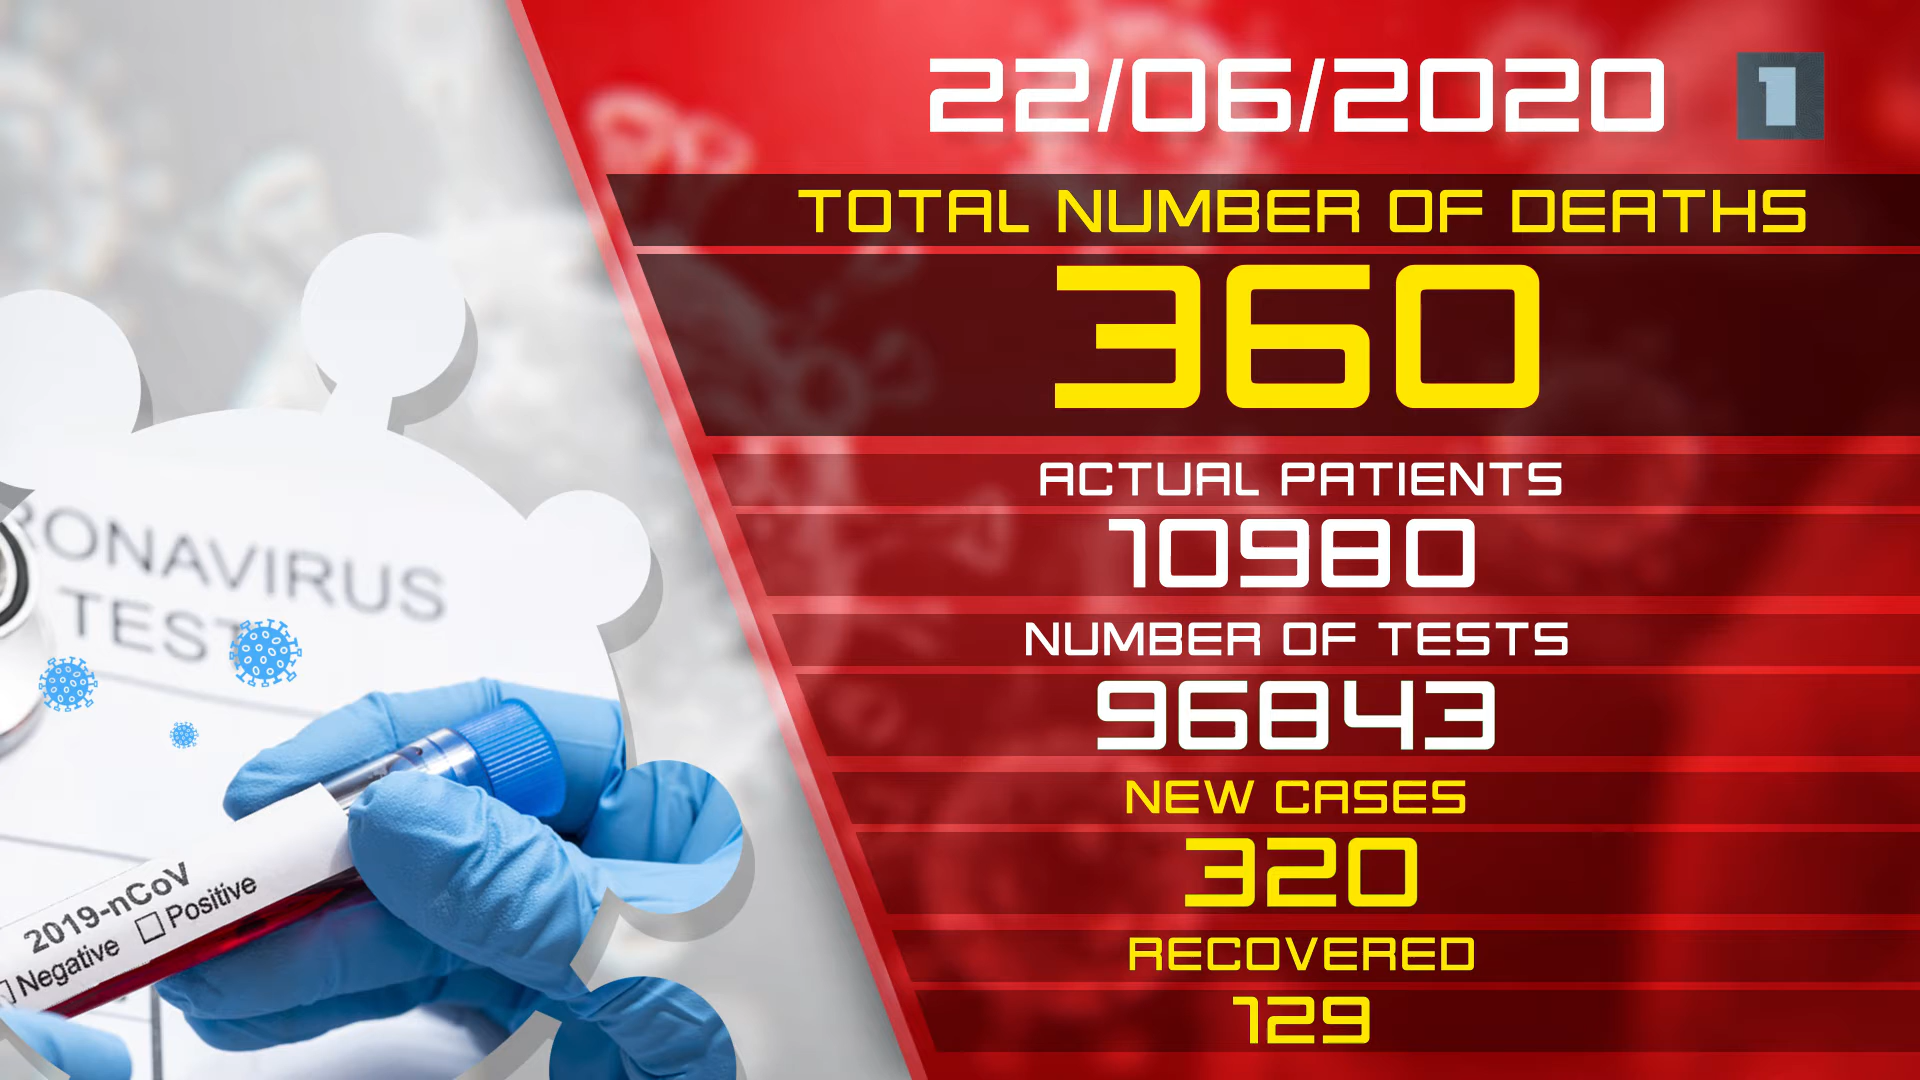 22/06/2020 1
TOTAL NUMBER OF DEATHS
360
ACTUAL PATIENTS
10980
NUMBER OF TESTS
96843
NEW CASES
320
RECOVERED
129
RONAVIRUS
TEST
2019-nCoV
Negative Positive